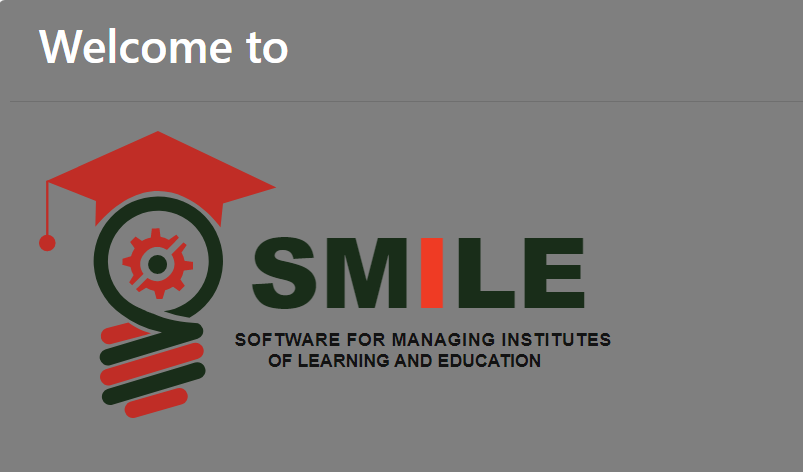 Welcome to
SMILE
SOFTWARE FOR MANAGING INSTITUTES
OF LEARNING AND EDUCATION